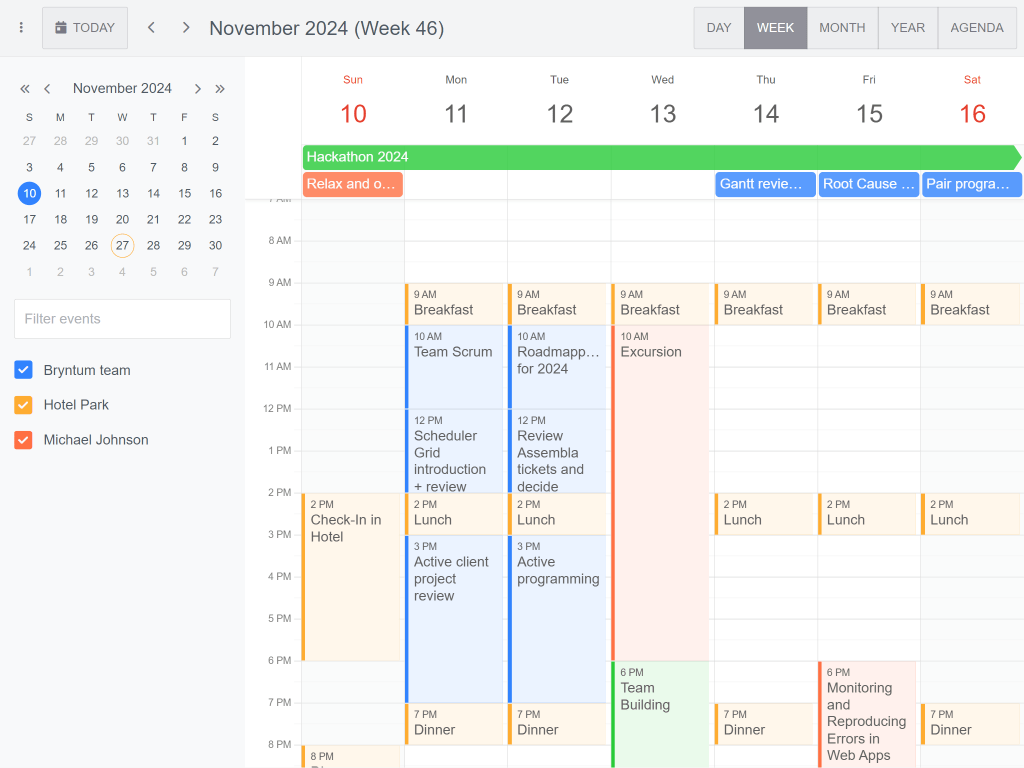 TODAY
November 2024 (Week 46)
DAY
WEEK
MONTH
YEAR
AGENDA
November 2024
S M T W T F S
27 28 29 30 31 1 2
3 4 5 6 7 8 9
10 11 12 13 14 15 16
17 18 19 20 21 22 23
24 25 26 27 28 29 30
1 2 3 4 5 6 7
Filter events
Bryntum team
Hotel Park
Michael Johnson
Sun Mon Tue Wed Thu Fri Sat
10 11 12 13 14 15 16
Hackathon 2024
Relax and o…
Gantt revie…
Root Cause …
Pair progra…
7 AM
8 AM
9 AM
10 AM
11 AM
12 PM
1 PM
2 PM
3 PM
4 PM
5 PM
6 PM
7 PM
8 PM
2 PM
Check-In in
Hotel
8 PM
9 AM
Breakfast
10 AM
Team Scrum
12 PM
Scheduler
Grid
introduction
+ review
2 PM
Lunch
3 PM
Active client
project
review
7 PM
Dinner
9 AM
Breakfast
10 AM
Roadmapp…
for 2024
12 PM
Review
Assembla
tickets and
decide
2 PM
Lunch
3 PM
Active
programming
7 PM
Dinner
9 AM
Breakfast
10 AM
Excursion
6 PM
Team
Building
9 AM
Breakfast
2 PM
Lunch
7 PM
Dinner
9 AM
Breakfast
2 PM
Lunch
6 PM
Monitoring
and
Reproducing
Errors in
Web Apps
9 AM
Breakfast
2 PM
Lunch
7 PM
Dinner